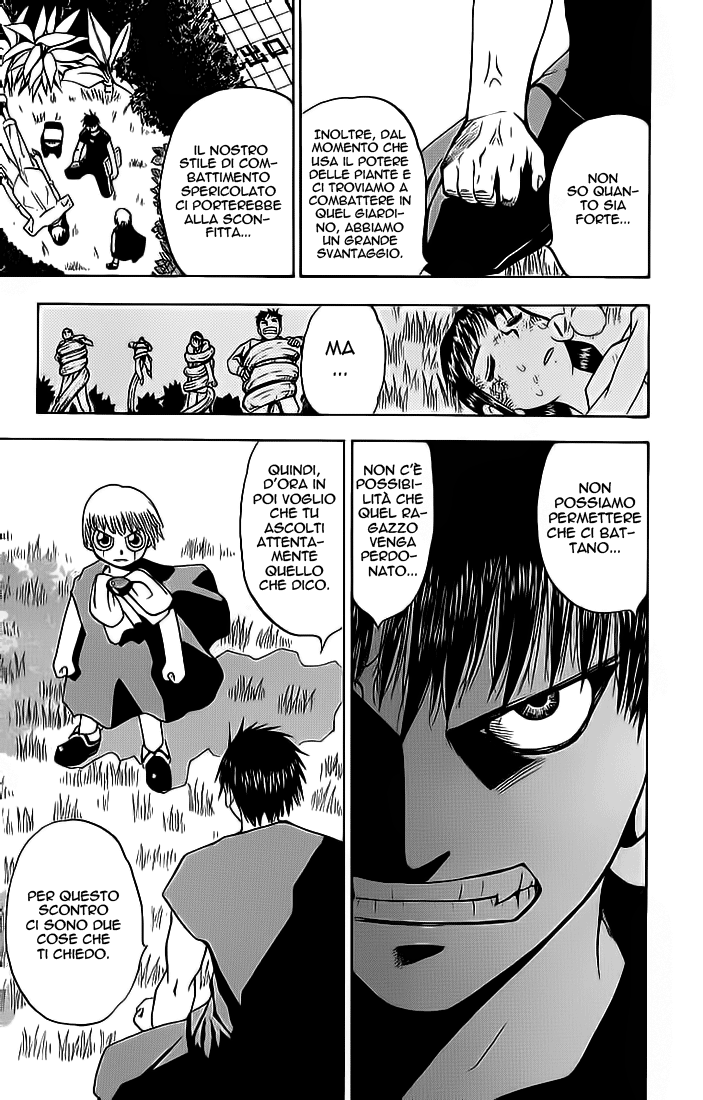 NON
SO QUAN-
TO SIA
FORTE...
INOLTRE, DAL
MOMENTO CHE
USA IL POTERE
DELLE PIANTE E
CI TROVIAMO A
COMBATTERE IN
QUEL GIARDI-
NO, ABBIAMO
UN GRANDE
SVANTAGGIO.
IL NOSTRO
STILE DI COM-
BATTIMENTO
SPERICOLATO
CI PORTEREBBE
ALLA SCON-
FITTA...
出口
MA
...
NON
POSSIAMO
PERMETTERE
CHE CI BAT-
TANO...
NON C'È
POSSIBI-
LITÀ CHE
QUEL RA-
GAZZO
VENGA
PERDO-
NATO...
QUINDI,
D'ORA IN
POI VOGLIO
CHE TU
ASCOLTI
ATTENTA-
MENTE
QUELLO
CHE DICO.
PER QUESTO
SCONTRO
CI SONO DUE
COSE CHE
TI CHIEDO.